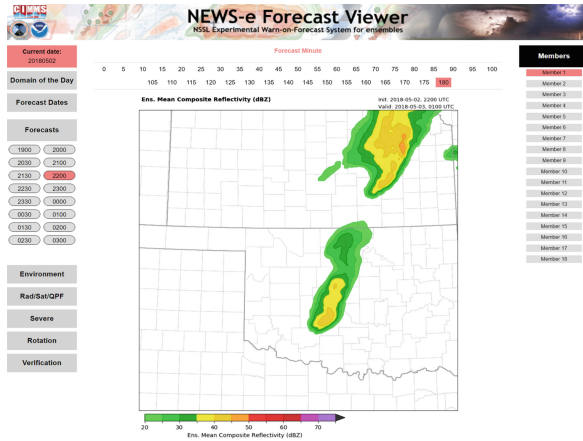 CIMMS
NEWS-e Forecast Viewer
NSSL Experimental Warn-on-Forecast System for ensembles
Current date:
20180502
Domain of the Day
Forecast Dates
Forecasts
1900 2000
2030 2100
2130 2200
2230 2300
2330 0000
0030 0100
0130 0200
0230 0300
Environment
Rad/Sat/QPF
Severe
Rotation
Verification
Forecast Minute
0 5 10 15 20 25 30 35 40 45 50 55 60 65 70 75 80 85 90 95 100
105 110 115 120 125 130 135 140 145 150 155 160 165 170 175 180
Ens. Mean Composite Reflectivity (dBZ)
Init: 2018-05-02, 2200 UTC
Valid: 2018-05-03, 0100 UTC
20 30 40 50 60 70
Ens. Mean Composite Reflectivity (dBZ)
Members
Member 1
Member 2
Member 3
Member 4
Member 5
Member 6
Member 7
Member 8
Member 9
Member 10
Member 11
Member 12
Member 13
Member 14
Member 15
Member 16
Member 17
Member 18